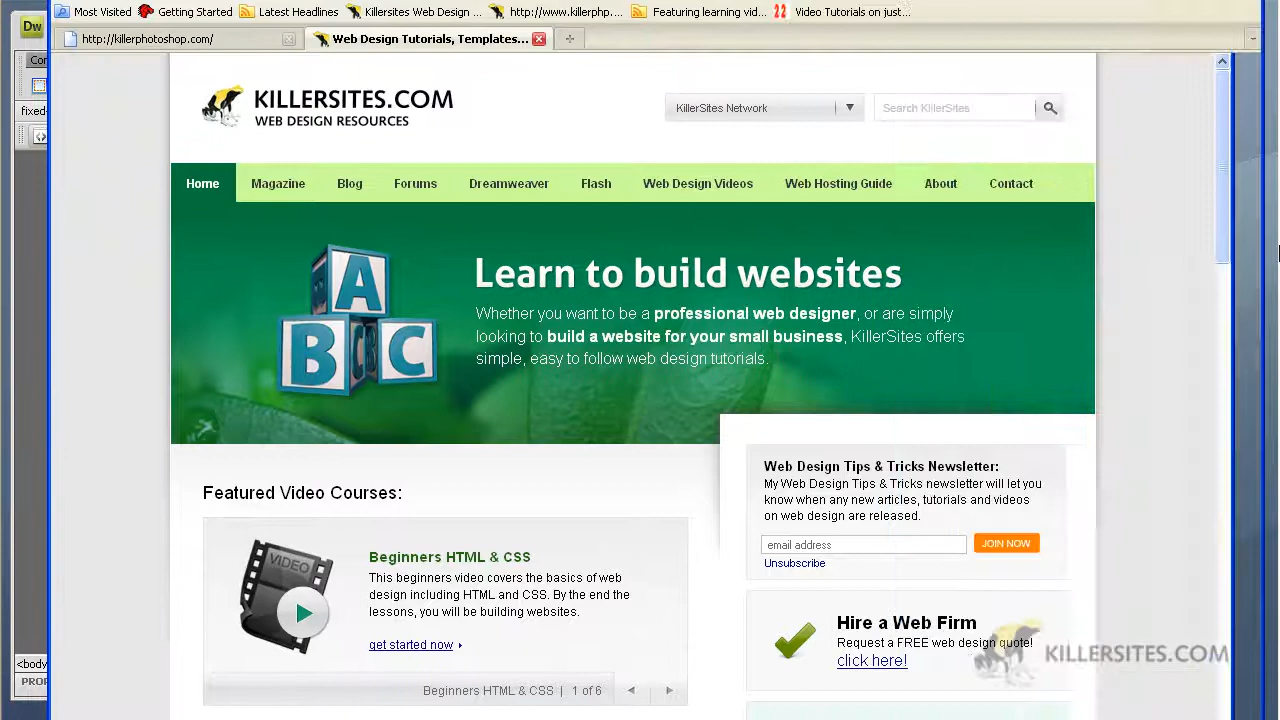 Dw
Most Visited Getting Started Latest Headlines Killersites Web Design... http://www.killerphp.... Featuring learning ... Video Tutorials on just...
http://killerphotoshop.com/ Web Design Tutorials, Templates...
KILLERSITES.COM
WEB DESIGN RESOURCES
KillerSites Network
Search KillerSites
Home Magazine Blog Forums Dreamweaver Flash Web Design Videos Web Hosting Guide About Contact
A
B C
Learn to build websites
Whether you want to be a professional web designer, or are simply
looking to build a website for your small business, KillerSites offers
simple, easy to follow web design tutorials.
Featured Video Courses:
VIDEO
Beginners HTML & CSS
This beginners video covers the basics of web
design including HTML and CSS. By the end the
lessons, you will be building websites.
get started now
Beginners HTML & CSS | 1 of 6
Web Design Tips & Tricks Newsletter:
My Web Design Tips & Tricks newsletter will let you
know when any new articles, tutorials and videos
on web design are released.
email address JOIN NOW
Unsubscribe
Hire a Web Firm
Request a FREE web design quote!
click here!
KILLERSITES.COM
<body
PROP